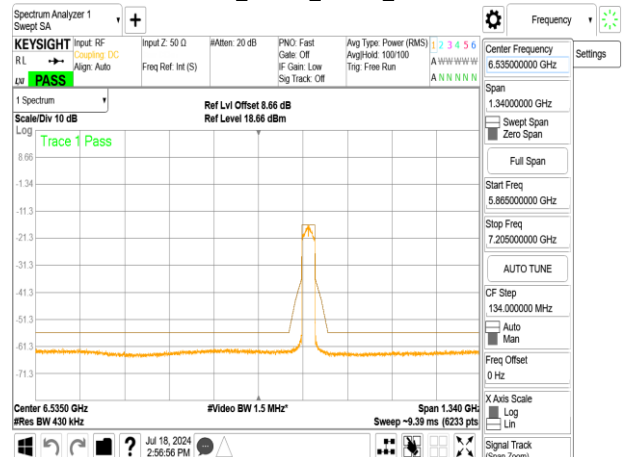 Spectrum Analyzer 1
Swept SA
Frequency
KEYSIGHT Input: RF Input Z: 50 Ω #Atten: 20 dB PNO: Fast Avg Type: Power (RMS) 1 2 3 4 5 6
Coupling: DC Gate: Off Avg|Hold: 100/100
RL Align: Auto Freq Ref: Int (S) IF Gain: Low Trig: Free Run A W W W W W
Sig Track: Off
LXI PASS A N N N N N
Center Frequency
6.535000000 GHz
Settings
Span
1.34000000 GHz
Swept Span
Zero Span
Full Span
Start Freq
5.865000000 GHz
Stop Freq
7.205000000 GHz
AUTO TUNE
CF Step
134.000000 MHz
Auto
Man
Freq Offset
0 Hz
X Axis Scale
Log
Lin
Signal Track
(Span Zoom)
1 Spectrum
Ref Lvl Offset 8.66 dB
Scale/Div 10 dB Ref Level 18.66 dBm
Log
Trace 1 Pass
8.66
-1.34
-11.3
-21.3
-31.3
-41.3
-51.3
-61.3
-71.3
Center 6.5350 GHz #Video BW 1.5 MHz* Span 1.340 GHz
#Res BW 430 kHz Sweep ~9.39 ms (6233 pts
? Jul 18, 2024
2:56:56 PM